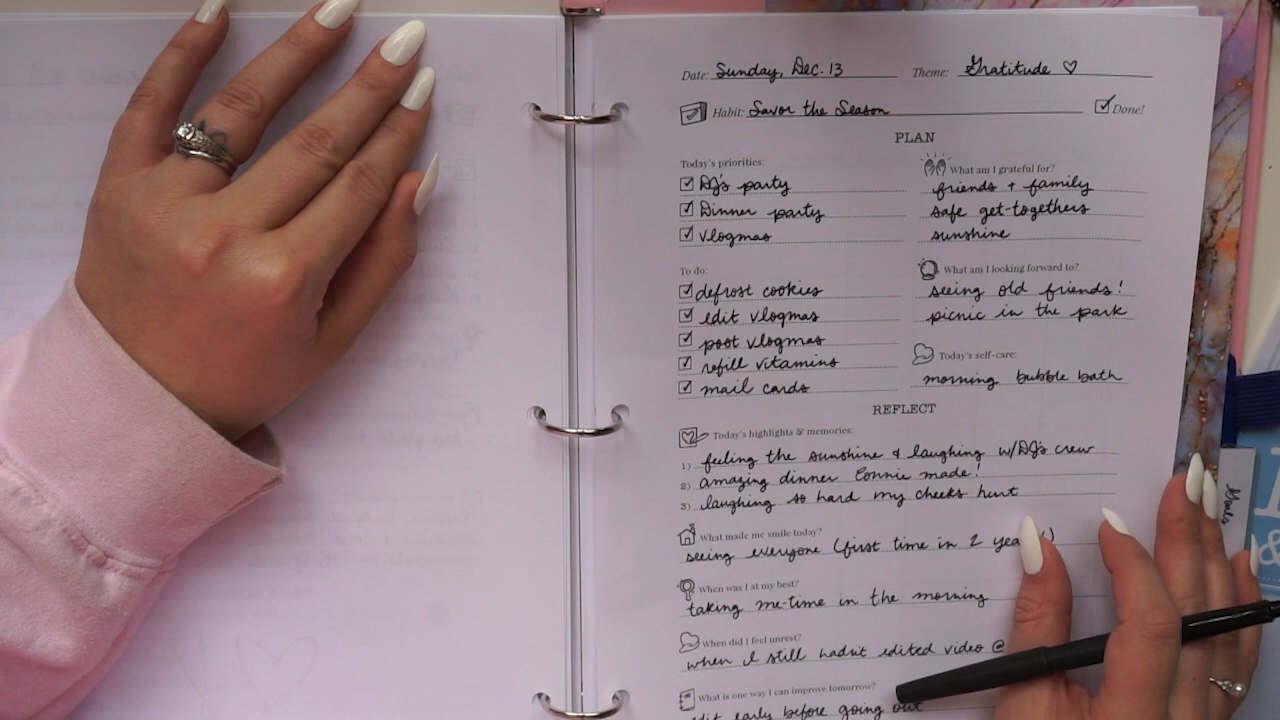 Date: Sunday, Dec. 13 Theme: Gratitude ♡
Habit: Savor the Season ☑ Done!
PLAN
Today's priorities:
☑ DJ's party
☑ Dinner party
☑ vlogmas
What am I grateful for?
friends + family
safe get-togethers
sunshine
To do:
☑ defrost cookies
☑ edit vlogmas
☑ post vlogmas
☑ refill vitamins
☑ mail cards
What am I looking forward to?
seeing old friends!
picnic in the park
Today's self-care:
morning bubble bath
REFLECT
Today's highlights & memories:
1) feeling the sunshine & laughing w/DJ's crew
2) amazing dinner Connie made!
3) laughing so hard my cheeks hurt
What made me smile today?
seeing everyone (first time in 2
When was I at my best?
taking me-time in the morning
When did I feel unrest?
when I still hadn't edited video @
What is one way I can improve tomorrow?
edit early before going out
Goals
&